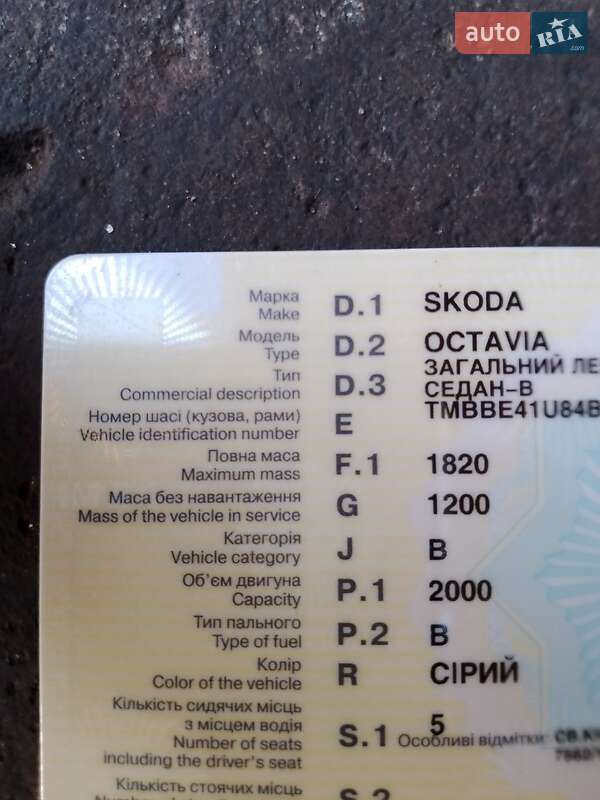 auto RIA .com
Марка
Make D.1 SKODA
Модель
Type D.2 OCTAVIA
Тип ЗАГАЛЬНИЙ ЛЕ
Commercial description D.3 СЕДАН-В
Номер шасі (кузова, рами) E TMBBE41U84B
Vehicle identification number
Повна маса
Maximum mass F.1 1820
Маса без навантаження
Mass of the vehicle in service G 1200
Категорія
Vehicle category J B
Об'єм двигуна
Capacity P.1 2000
Тип пального
Type of fuel P.2 B
Колір
Color of the vehicle R СІРИЙ
Кількість сидячих місць
з місцем водія 5
Number of seats S.1 Особливі відмітки:
including the driver's seat
Кількість стоячих місць
S.2